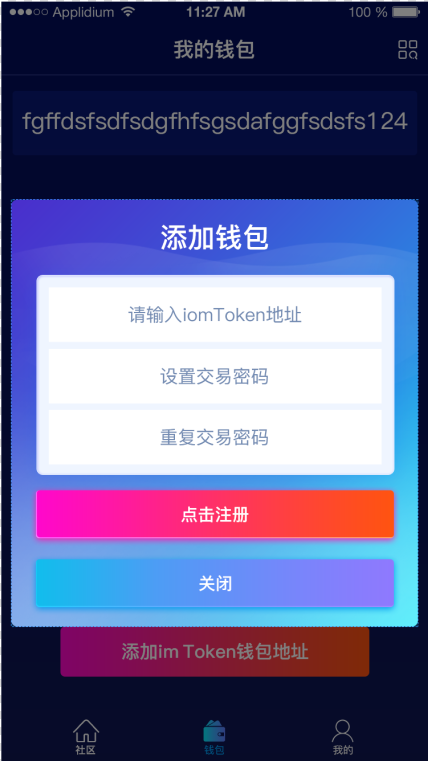 Applidium 11:27 AM 100 %
我的钱包
fgffdsfsdfsdgfhfsgsdafggfsdsfs124
添加钱包
请输入iomToken地址
设置交易密码
重复交易密码
点击注册
关闭
添加im Token钱包地址
社区 钱包 我的